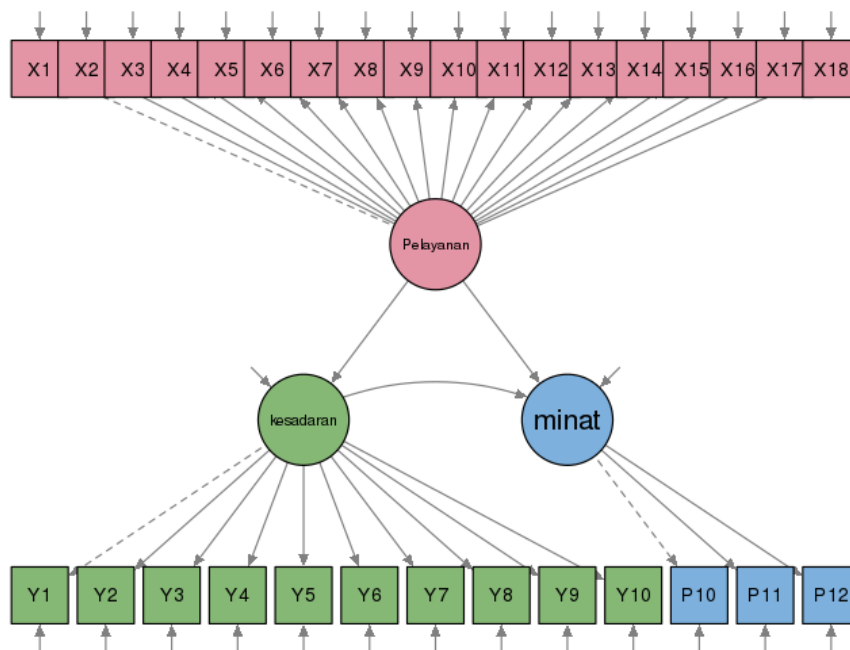 X1 X2 X3 X4 X5 X6 X7 X8 X9 X10 X11 X12 X13 X14 X15 X16 X17 X18
Pelayanan
kesadaran minat
Y1 Y2 Y3 Y4 Y5 Y6 Y7 Y8 Y9 Y10 P10 P11 P12